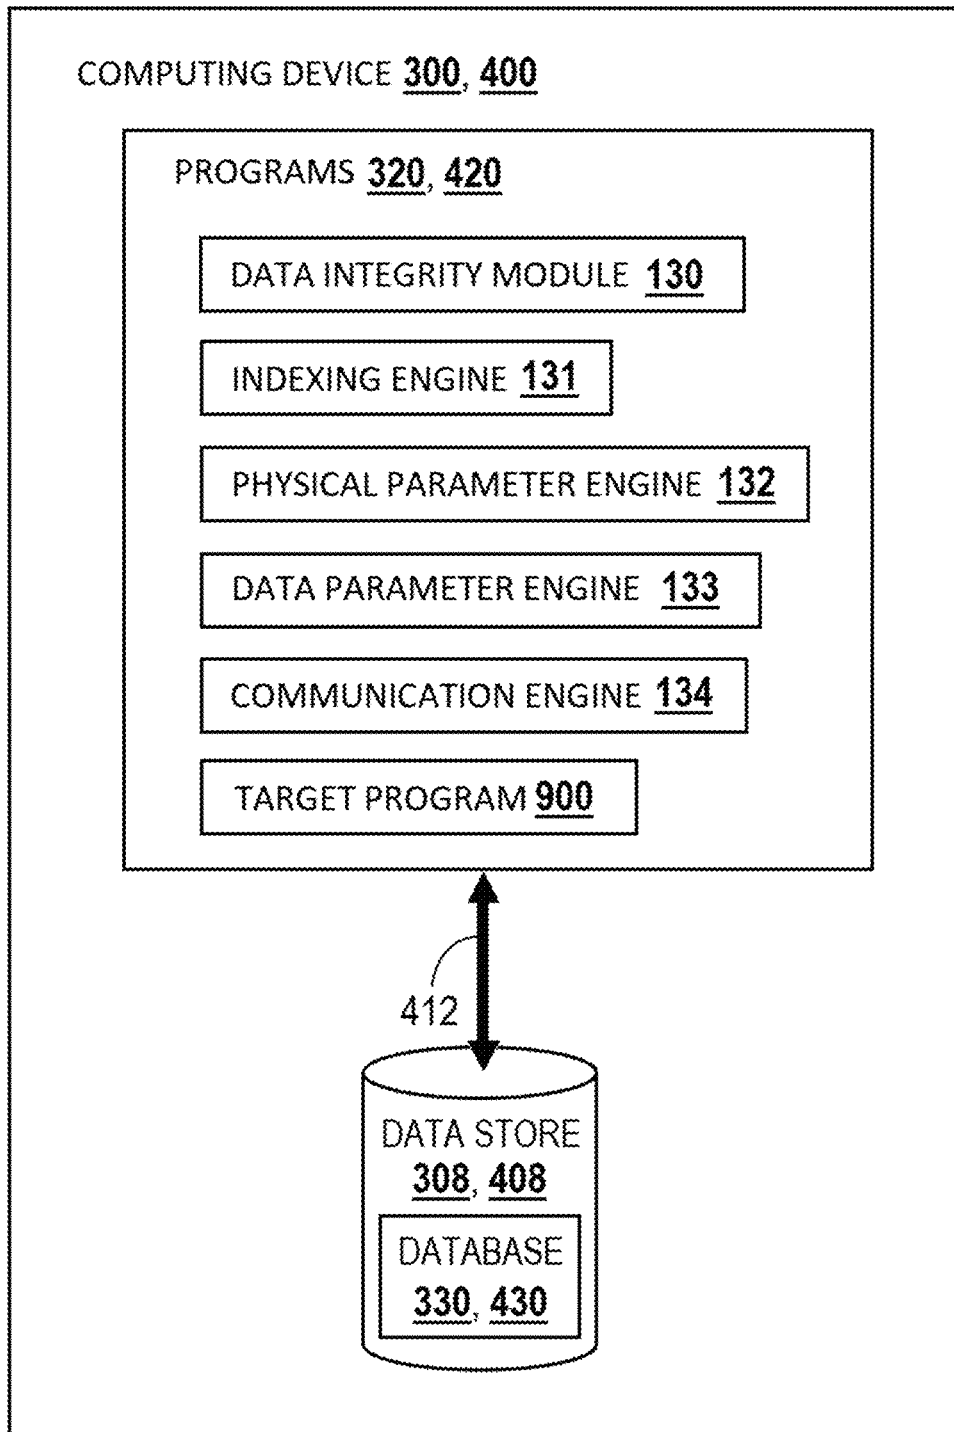 COMPUTING DEVICE 300, 400
PROGRAMS 320, 420
DATA INTEGRITY MODULE 130
INDEXING ENGINE 131
PHYSICAL PARAMETER ENGINE 132
DATA PARAMETER ENGINE 133
COMMUNICATION ENGINE 134
TARGET PROGRAM 900
412
DATA STORE
308, 408
DATABASE
330, 430